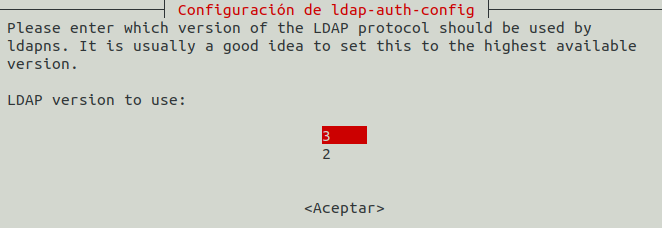 Configuración de ldap-auth-config
Please enter which version of the LDAP protocol should be used by
ldapns. It is usually a good idea to set this to the highest available
version.
LDAP version to use:
3
2
<Aceptar>